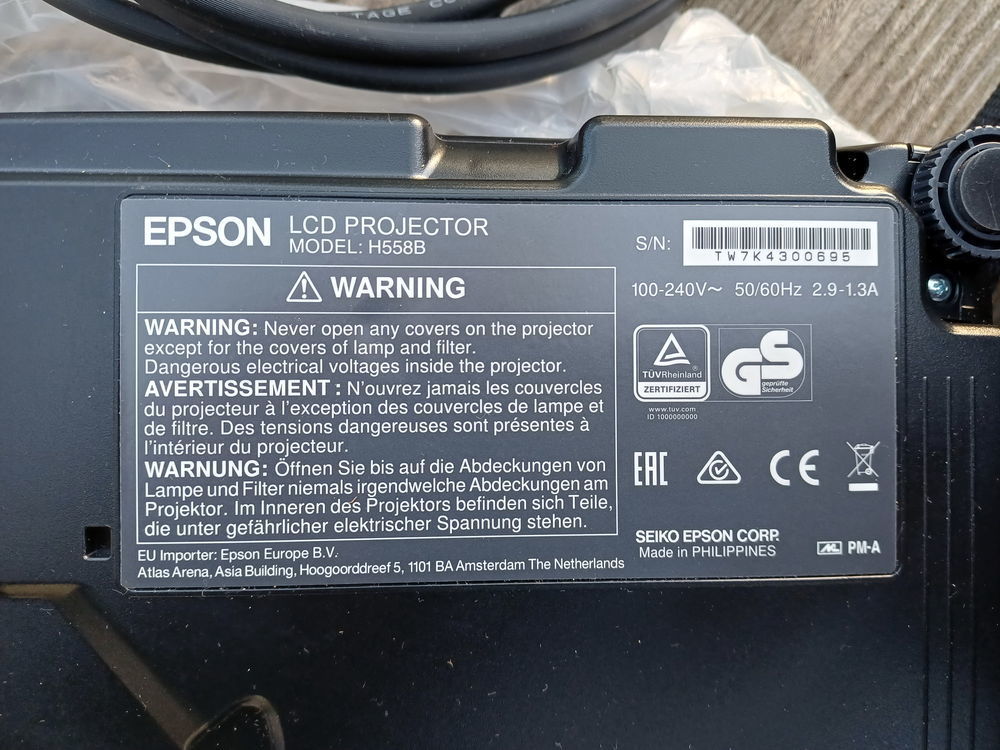 TAGE CO
EPSON LCD PROJECTOR
MODEL: H558B
S/N: TW7K4300695
100-240V~ 50/60Hz 2.9-1.3A
WARNING
WARNING: Never open any covers on the projector
except for the covers of lamp and filter.
Dangerous electrical voltages inside the projector.
AVERTISSEMENT : N'ouvrez jamais les couvercles
du projecteur à l'exception des couvercles de lampe et
de filtre. Des tensions dangereuses sont présentes à
l'intérieur du projecteur.
WARNUNG: Öffnen Sie bis auf die Abdeckungen von
Lampe und Filter niemals irgendwelche Abdeckungen am
Projektor. Im Inneren des Projektors befinden sich Teile,
die unter gefährlicher elektrischer Spannung stehen.
EU Importer: Epson Europe B.V.
Atlas Arena, Asia Building, Hoogoorddreef 5, 1101 BA Amsterdam The Netherlands
TÜVRheinland®
ZERTIFIZIERT
www.tuv.com
ID 1000000000
GS
geprüfte
Sicherheit
EAC
CE
SEIKO EPSON CORP.
Made in PHILIPPINES
PM-A